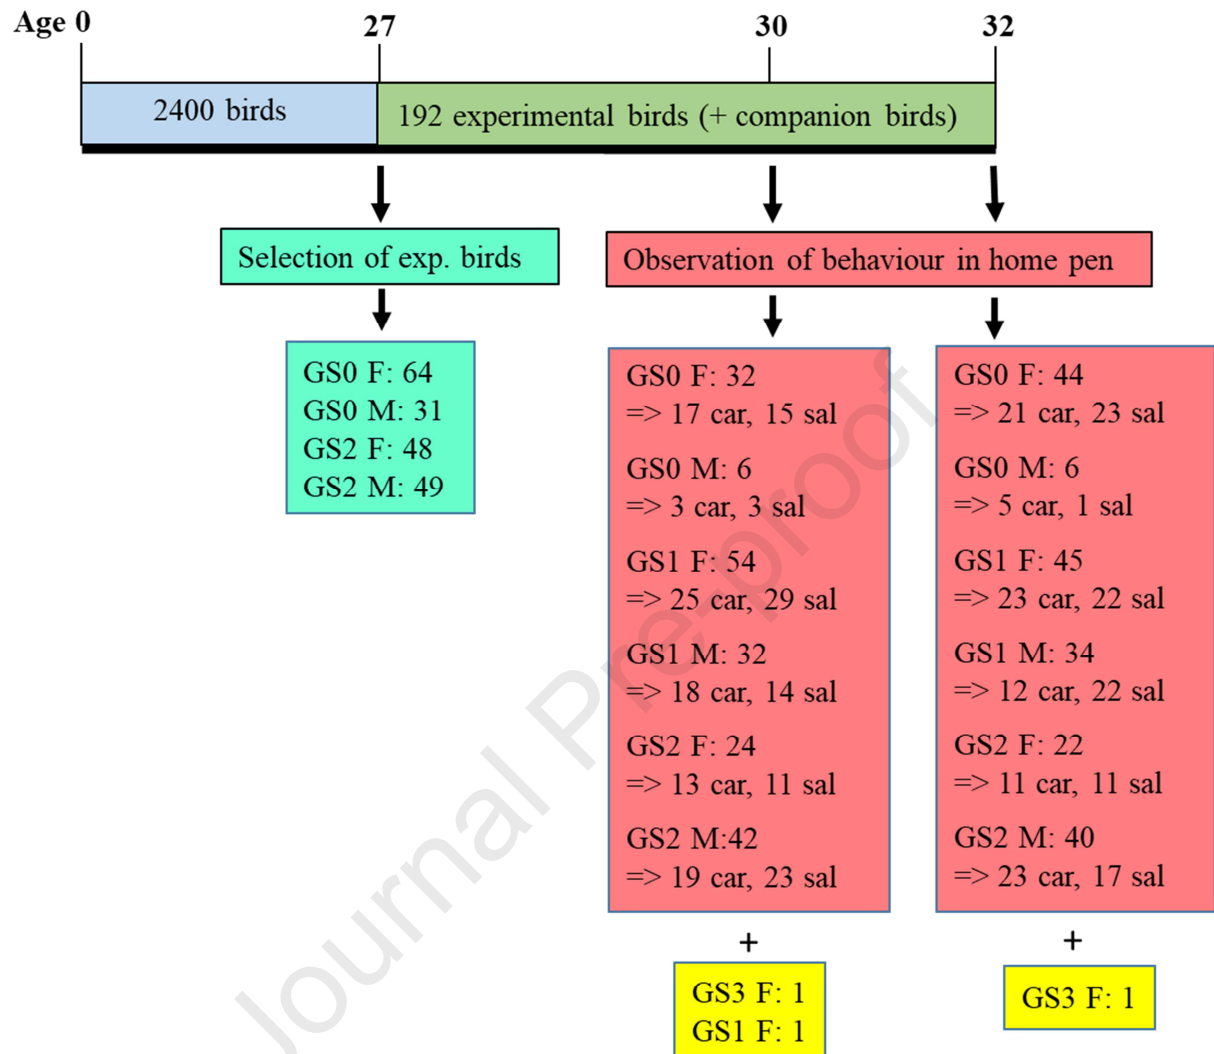 Age 0 27 30 32
2400 birds 192 experimental birds (+ companion birds)
Selection of exp. birds
Observation of behaviour in home pen
GS0 F: 64
GS0 M: 31
GS2 F: 48
GS2 M: 49
GS0 F: 32
=> 17 car, 15 sal
GS0 M: 6
=> 3 car, 3 sal
GS1 F: 54
=> 25 car, 29 sal
GS1 M: 32
=> 18 car, 14 sal
GS2 F: 24
=> 13 car, 11 sal
GS2 M:42
=> 19 car, 23 sal
+
GS3 F: 1
GS1 F: 1
GS0 F: 44
=> 21 car, 23 sal
GS0 M: 6
=> 5 car, 1 sal
GS1 F: 45
=> 23 car, 22 sal
GS1 M: 34
=> 12 car, 22 sal
GS2 F: 22
=> 11 car, 11 sal
GS2 M: 40
=> 23 car, 17 sal
+
GS3 F: 1
Journal Pre-proof